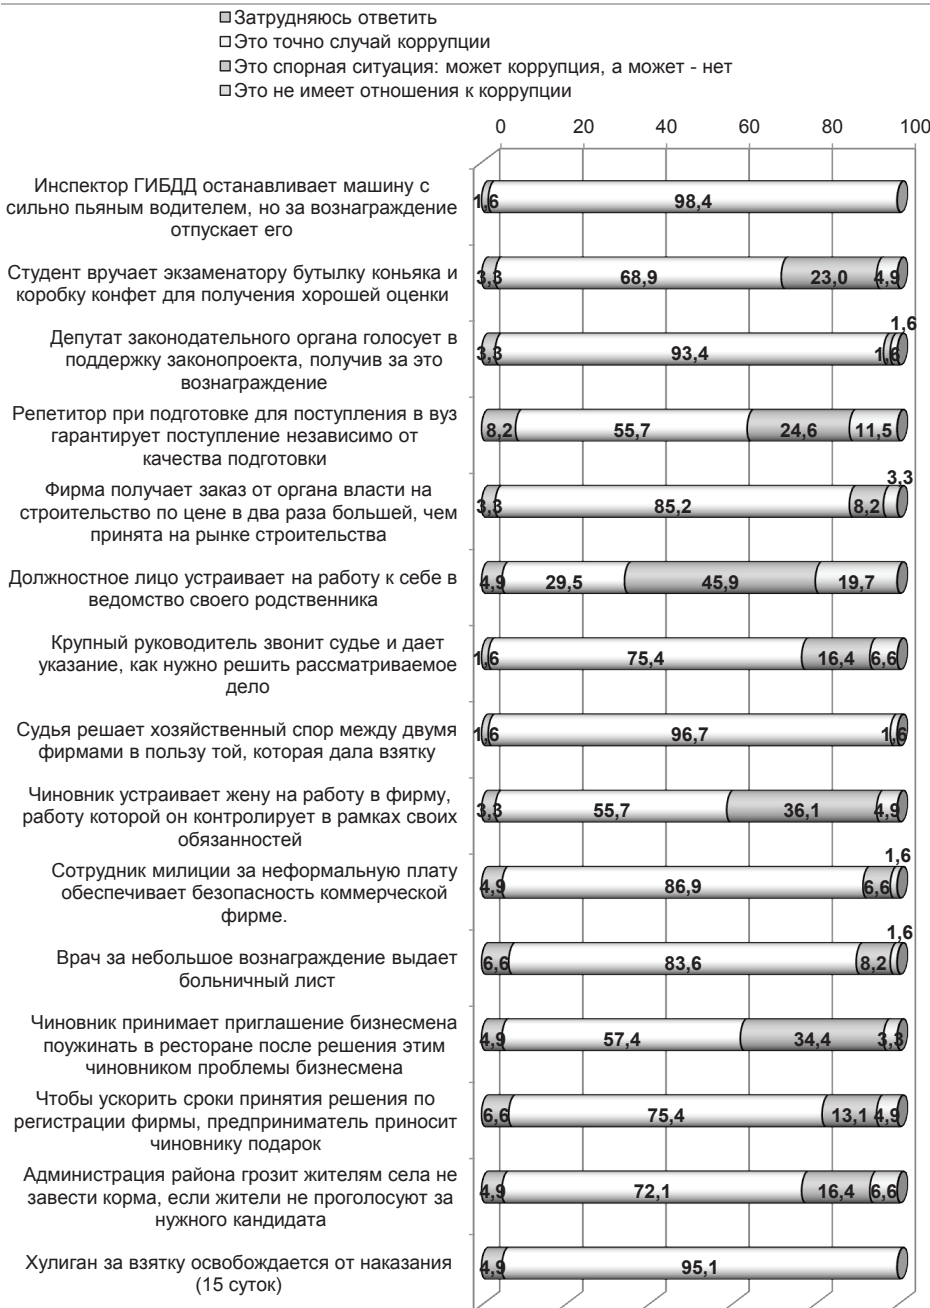 Затрудняюсь ответить
Это точно случай коррупции
Это спорная ситуация: может коррупция, а может - нет
Это не имеет отношения к коррупции
0 20 40 60 80 100
Инспектор ГИБДД останавливает машину с
сильно пьяным водителем, но за вознаграждение
отпускает его
1,6 98,4
Студент вручает экзаменатору бутылку коньяка и
коробку конфет для получения хорошей оценки
3,3 68,9 23,0 4,9
Депутат законодательного органа голосует в
поддержку законопроекта, получив за это
вознаграждение
3,3 93,4 1,6 1,6
Репетитор при подготовке для поступления в вуз
гарантирует поступление независимо от
качества подготовки
8,2 55,7 24,6 11,5
Фирма получает заказ от органа власти на
строительство по цене в два раза большей, чем
принята на рынке строительства
3,3 85,2 8,2 3,3
Должностное лицо устраивает на работу к себе в
ведомство своего родственника
4,9 29,5 45,9 19,7
Крупный руководитель звонит судье и дает
указание, как нужно решить рассматриваемое
дело
1,6 75,4 16,4 6,6
Судья решает хозяйственный спор между двумя
фирмами в пользу той, которая дала взятку
1,6 96,7 1,6
Чиновник устраивает жену на работу в фирму,
работу которой он контролирует в рамках своих
обязанностей
3,3 55,7 36,1 4,9
Сотрудник милиции за неформальную плату
обеспечивает безопасность коммерческой
фирме.
4,9 86,9 6,6 1,6
Врач за небольшое вознаграждение выдает
больничный лист
6,6 83,6 8,2 1,6
Чиновник принимает приглашение бизнесмена
поужинать в ресторане после решения этим
чиновником проблемы бизнесмена
4,9 57,4 34,4 3,3
Чтобы ускорить сроки принятия решения по
регистрации фирмы, предприниматель приносит
чиновнику подарок
6,6 75,4 13,1 4,9
Администрация района грозит жителям села не
завести корма, если жители не проголосуют за
нужного кандидата
4,9 72,1 16,4 6,6
Хулиган за взятку освобождается от наказания
(15 суток)
4,9 95,1